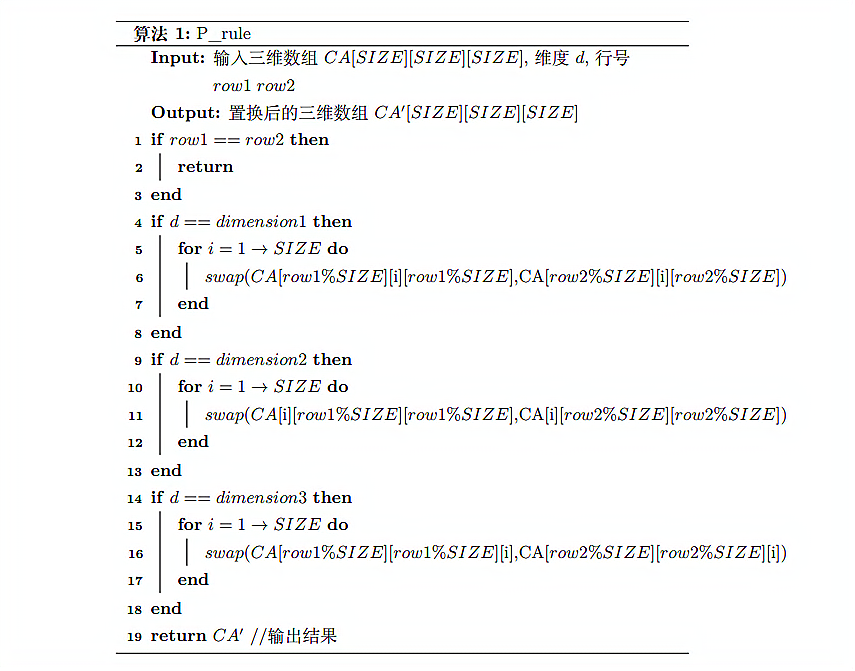 算法 1: P_rule
Input: 输入三维数组 CA[SIZE][SIZE][SIZE], 维度 d, 行号
row1 row2
Output: 置换后的三维数组 CA′[SIZE][SIZE][SIZE]
1 if row1 == row2 then
2 return
3 end
4 if d == dimension1 then
5 for i = 1 → SIZE do
6 swap(CA[row1%SIZE][i][row1%SIZE],CA[row2%SIZE][i][row2%SIZE])
7 end
8 end
9 if d == dimension2 then
10 for i = 1 → SIZE do
11 swap(CA[i][row1%SIZE][row1%SIZE],CA[i][row2%SIZE][row2%SIZE])
12 end
13 end
14 if d == dimension3 then
15 for i = 1 → SIZE do
16 swap(CA[row1%SIZE][row1%SIZE][i],CA[row2%SIZE][row2%SIZE][i])
17 end
18 end
19 return CA′ //输出结果